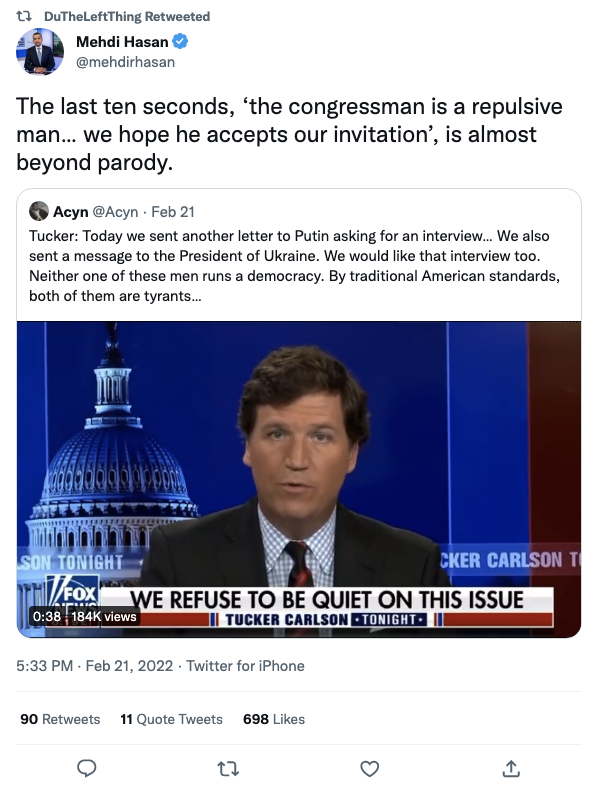 DuTheLeftThing Retweeted
Mehdi Hasan
@mehdirhasan
The last ten seconds, ‘the congressman is a repulsive
man... we hope he accepts our invitation’, is almost
beyond parody.
Acyn @Acyn · Feb 21
Tucker: Today we sent another letter to Putin asking for an interview... We also
sent a message to the President of Ukraine. We would like that interview too.
Neither one of these men runs a democracy. By traditional American standards,
both of them are tyrants...
SON TONIGHT
CKER CARLSON T
FOX
NEWS
WE REFUSE TO BE QUIET ON THIS ISSUE
0:38 184K views
TUCKER CARLSON TONIGHT
5:33 PM · Feb 21, 2022 · Twitter for iPhone
90 Retweets 11 Quote Tweets 698 Likes